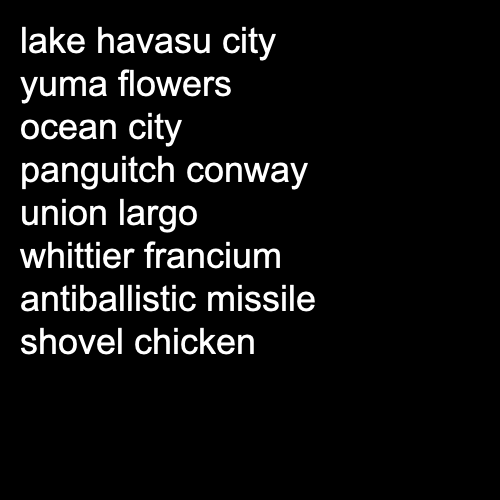 lake havasu city
yuma flowers
ocean city
panguitch conway
union largo
whittier francium
antiballistic missile
shovel chicken